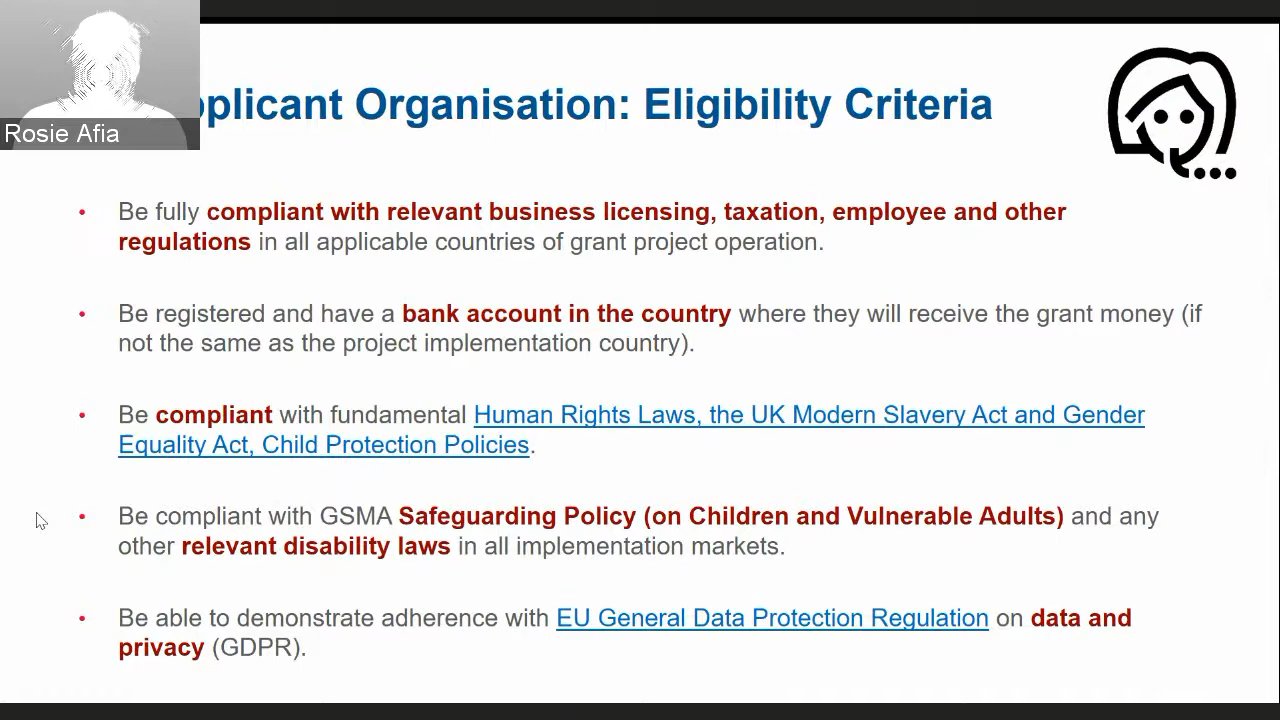 pplicant Organisation: Eligibility Criteria
Rosie Afia
• Be fully compliant with relevant business licensing, taxation, employee and other
regulations in all applicable countries of grant project operation.
• Be registered and have a bank account in the country where they will receive the grant money (if
not the same as the project implementation country).
• Be compliant with fundamental Human Rights Laws, the UK Modern Slavery Act and Gender
Equality Act, Child Protection Policies.
• Be compliant with GSMA Safeguarding Policy (on Children and Vulnerable Adults) and any
other relevant disability laws in all implementation markets.
• Be able to demonstrate adherence with EU General Data Protection Regulation on data and
privacy (GDPR).